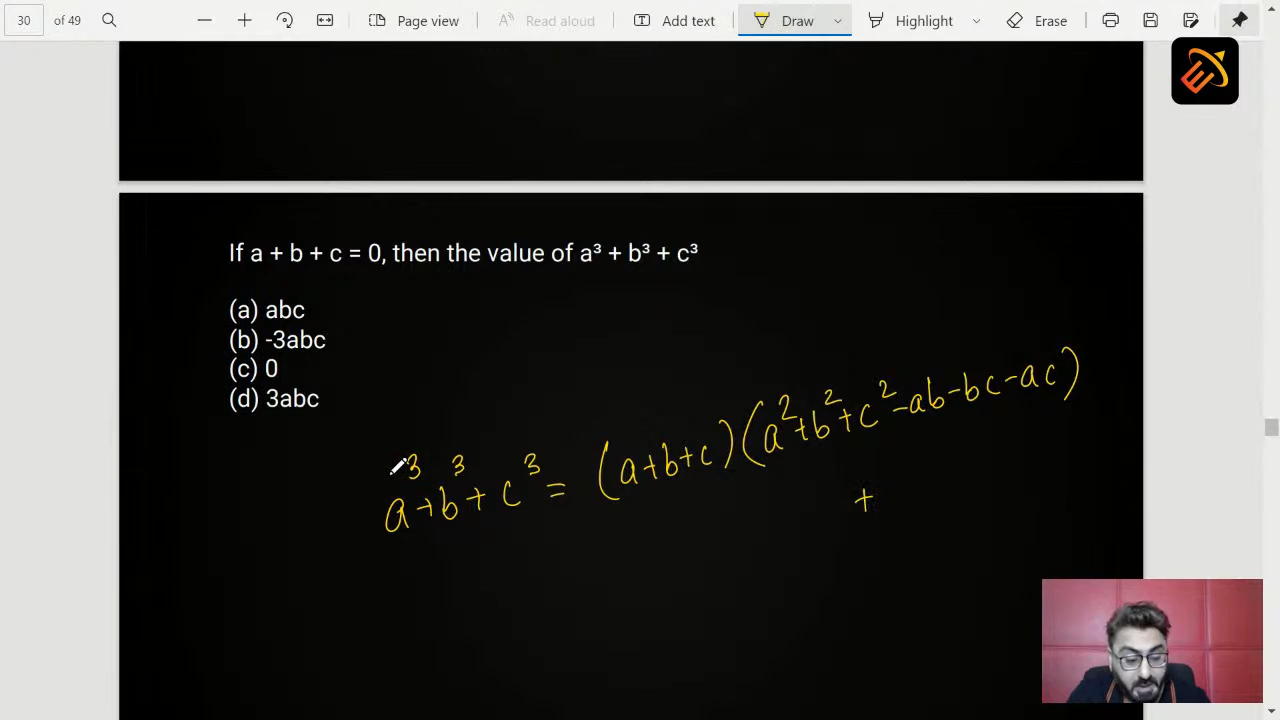 30 of 49 Page view Read aloud Add text Draw Highlight Erase
If a + b + c = 0, then the value of a³ + b³ + c³
(a) abc
(b) -3abc
(c) 0
(d) 3abc
a³+b³+c³ = (a+b+c)(a²+b²+c²-ab-bc-ac)
+